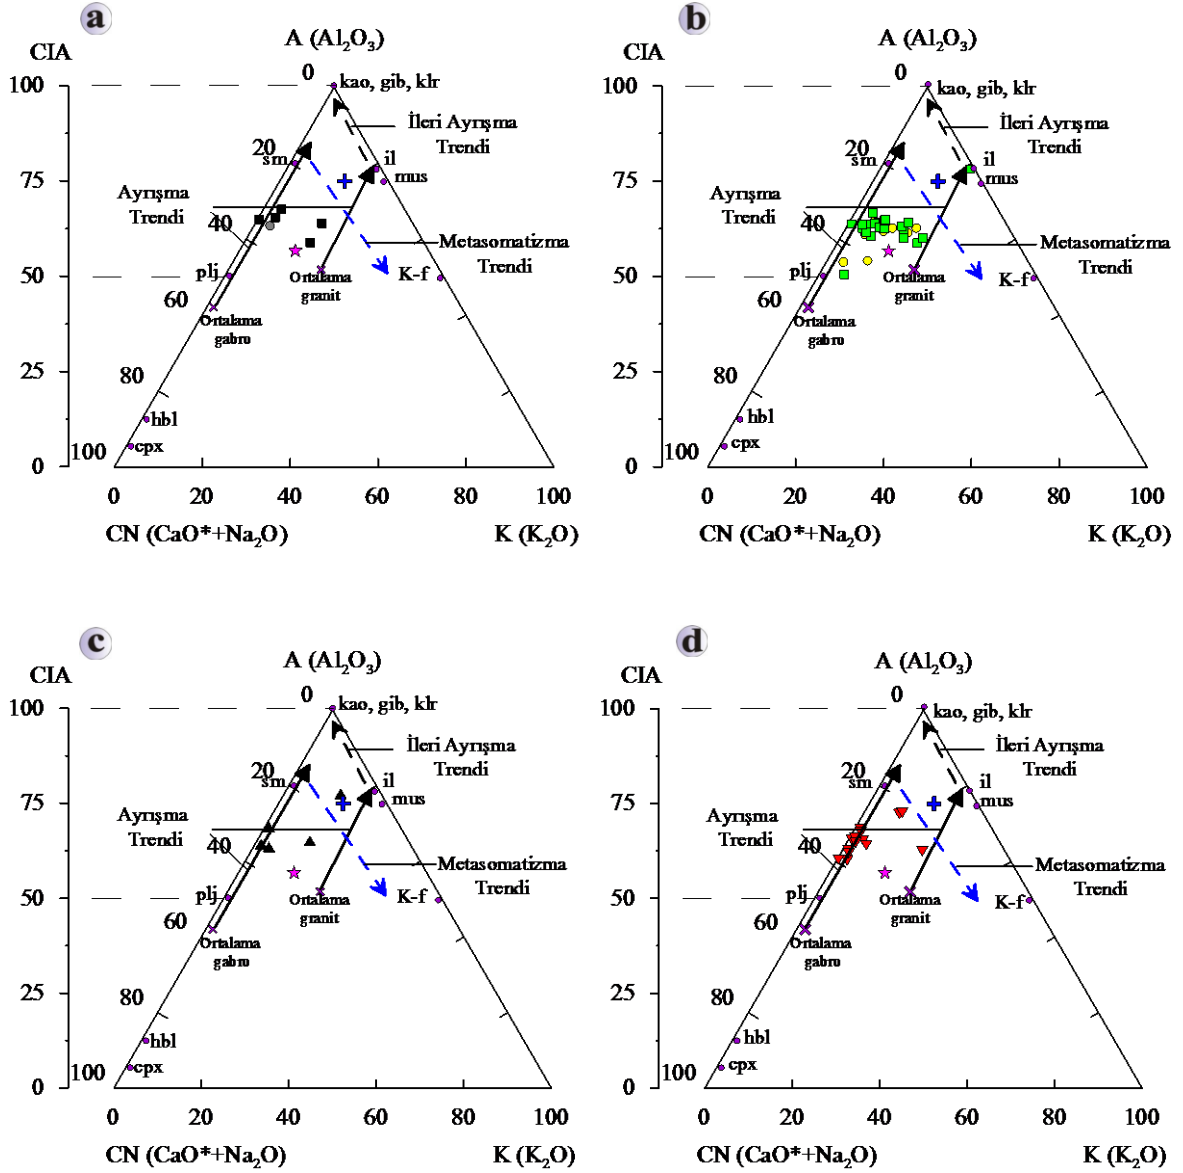 a
A (Al₂O₃)
CIA
0
100
kao, gib, klr
İleri Ayrışma
Trendi
20
sm
il
75
mus
Ayrışma
Trendi
40
Metasomatizma
Trendi
plj
50
K-f
Ortalama
granit
60
Ortalama
gabro
25
80
hbl
cpx
100
0
0 20 40 60 80 100
CN (CaO*+Na₂O) K (K₂O)
b
A (Al₂O₃)
CIA
0
100
kao, gib, klr
İleri Ayrışma
Trendi
20
sm
il
75
mus
Ayrışma
Trendi
40
Metasomatizma
Trendi
plj
50
K-f
Ortalama
granit
60
Ortalama
gabro
25
80
hbl
cpx
100
0
0 20 40 60 80 100
CN (CaO*+Na₂O) K (K₂O)
c
A (Al₂O₃)
CIA
0
100
kao, gib, klr
İleri Ayrışma
Trendi
20
sm
il
75
mus
Ayrışma
Trendi
40
Metasomatizma
Trendi
plj
50
K-f
Ortalama
granit
60
Ortalama
gabro
25
80
hbl
cpx
100
0
0 20 40 60 80 100
CN (CaO*+Na₂O) K (K₂O)
d
A (Al₂O₃)
CIA
0
100
kao, gib, klr
İleri Ayrışma
Trendi
20
sm
il
75
mus
Ayrışma
Trendi
40
Metasomatizma
Trendi
plj
50
K-f
Ortalama
granit
60
Ortalama
gabro
25
80
hbl
cpx
100
0
0 20 40 60 80 100
CN (CaO*+Na₂O) K (K₂O)